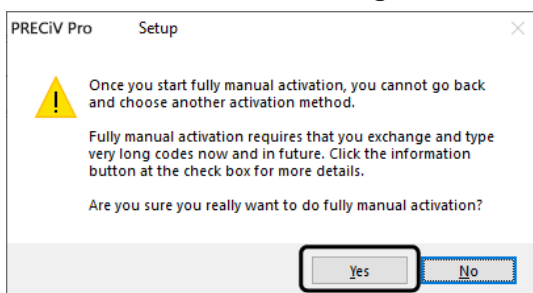 PRECiV Pro Setup
Once you start fully manual activation, you cannot go back
and choose another activation method.
Fully manual activation requires that you exchange and type
very long codes now and in future. Click the information
button at the check box for more details.
Are you sure you really want to do fully manual activation?
Yes No